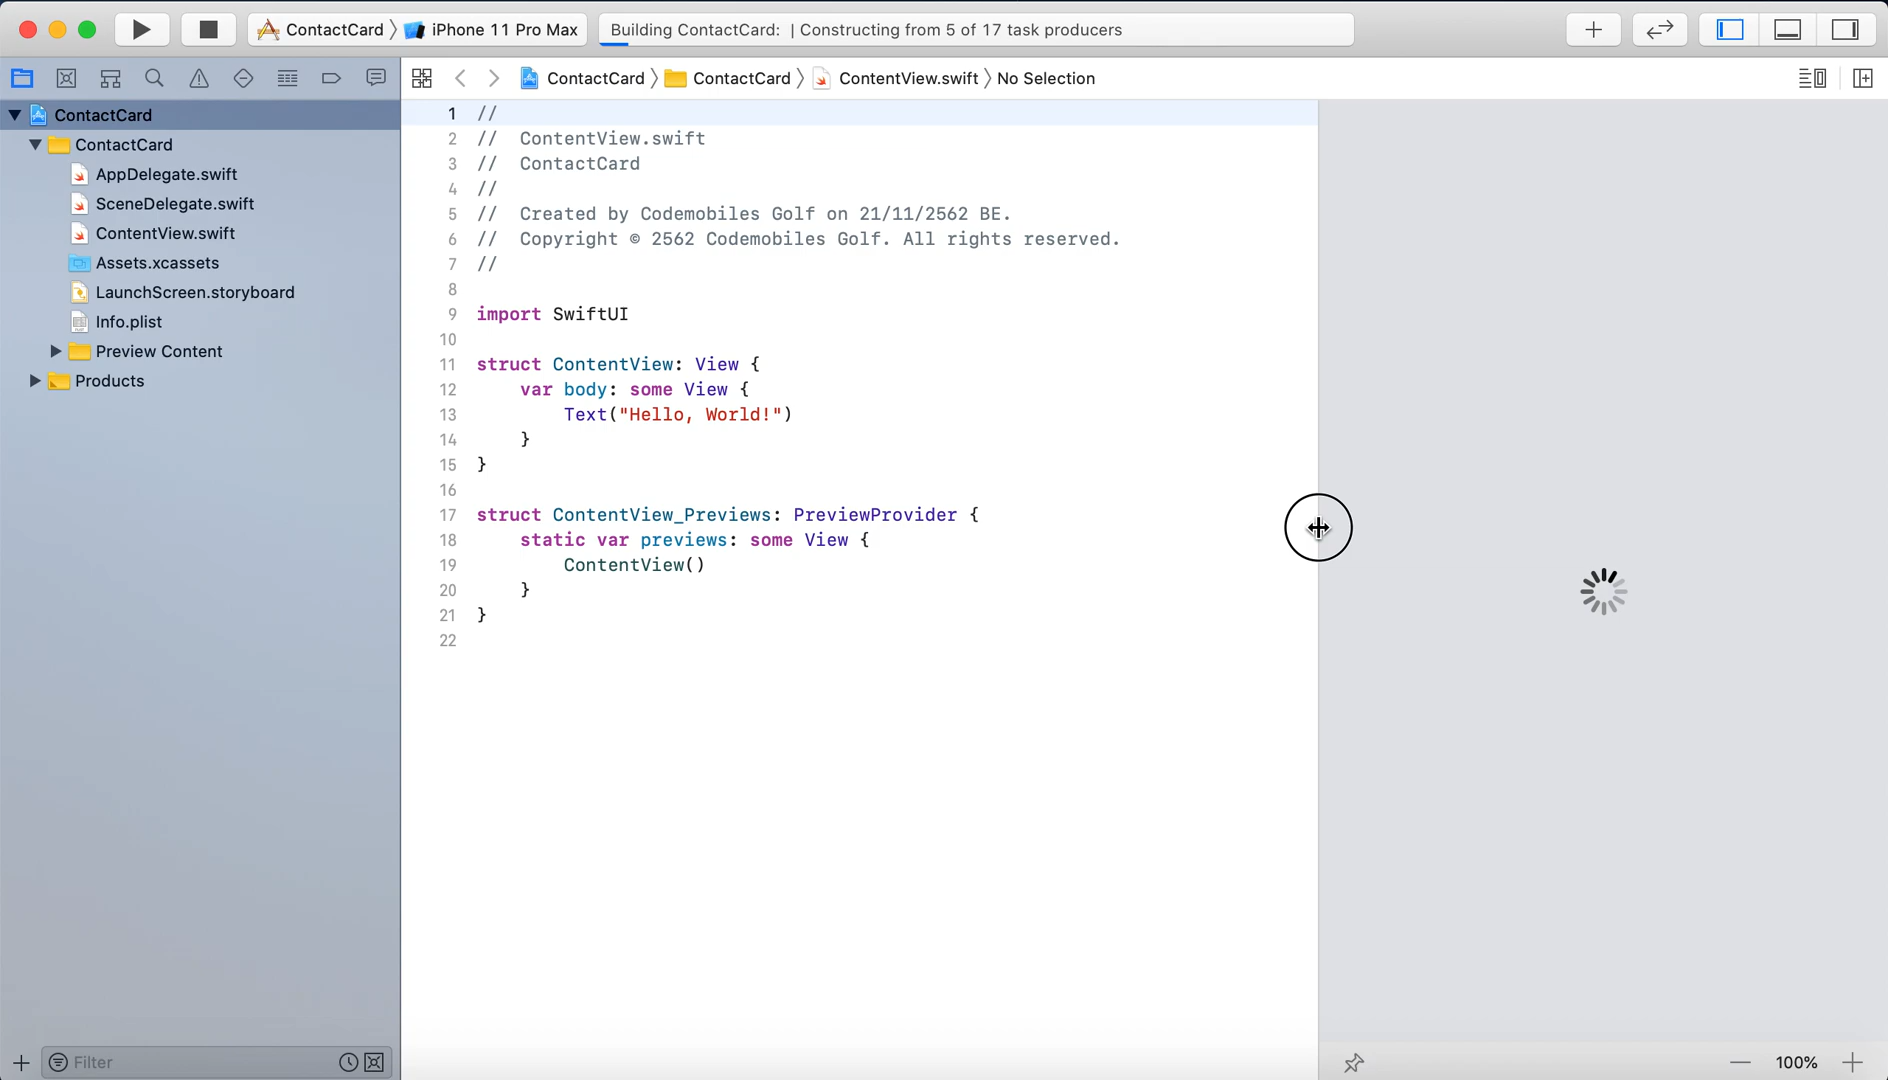 ContactCard 〉 iPhone 11 Pro Max
Building ContactCard: | Constructing from 5 of 17 task producers
ContactCard 〉 ContactCard 〉 ContentView.swift 〉 No Selection
ContactCard
ContactCard
AppDelegate.swift
SceneDelegate.swift
ContentView.swift
Assets.xcassets
LaunchScreen.storyboard
Info.plist
Preview Content
Products
Filter
1 //
2 //  ContentView.swift
3 //  ContactCard
4 //
5 //  Created by Codemobiles Golf on 21/11/2562 BE.
6 //  Copyright © 2562 Codemobiles Golf. All rights reserved.
7 //
8
9 import SwiftUI
10
11 struct ContentView: View {
12     var body: some View {
13         Text("Hello, World!")
14     }
15 }
16
17 struct ContentView_Previews: PreviewProvider {
18     static var previews: some View {
19         ContentView()
20     }
21 }
22
100%